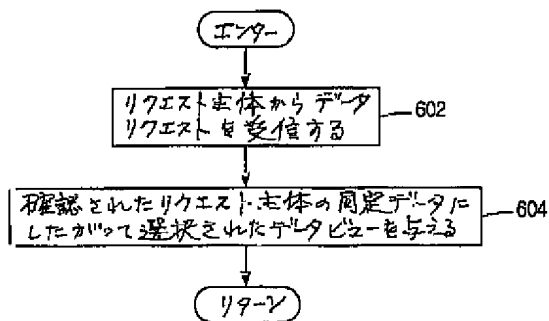 エンター
リクエスト主体からデータ
リクエストを受信する
602
確認されたリクエスト主体の同定データに
したがって選択されたデータビューを与える
604
リターン